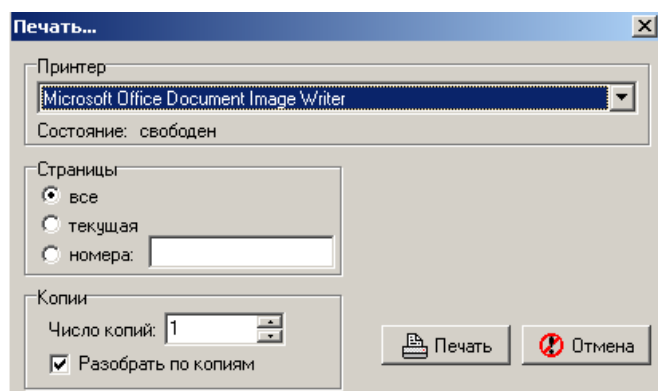 Печать...
Принтер
Microsoft Office Document Image Writer
Состояние: свободен
Страницы
все
текущая
номера:
Копии
Число копий: 1
Разобрать по копиям
Печать
Отмена